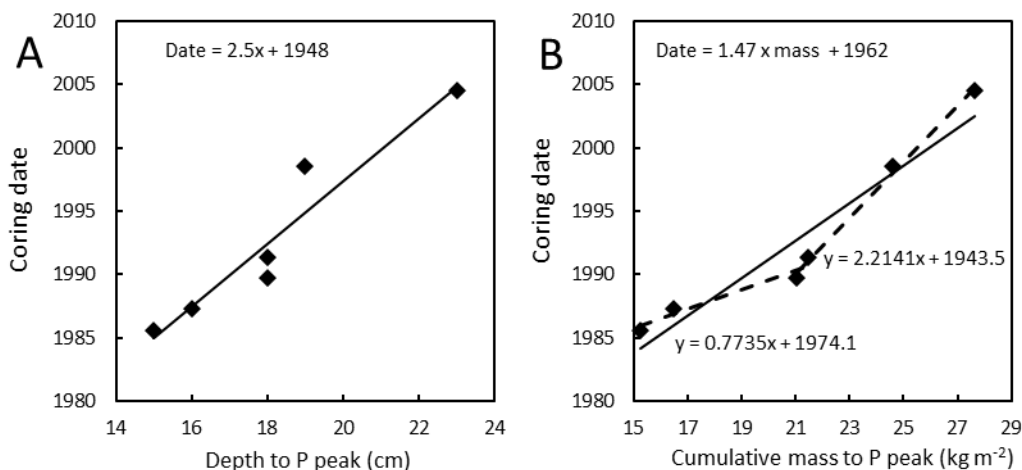 A
Date = 2.5x + 1948
Coring date
2010
2005
2000
1995
1990
1985
1980
14 16 18 20 22 24
Depth to P peak (cm)
B
Date = 1.47 x mass + 1962
Coring date
2010
2005
2000
1995
1990
1985
1980
y = 2.2141x + 1943.5
y = 0.7735x + 1974.1
15 17 19 21 23 25 27 29
Cumulative mass to P peak (kg m⁻²)